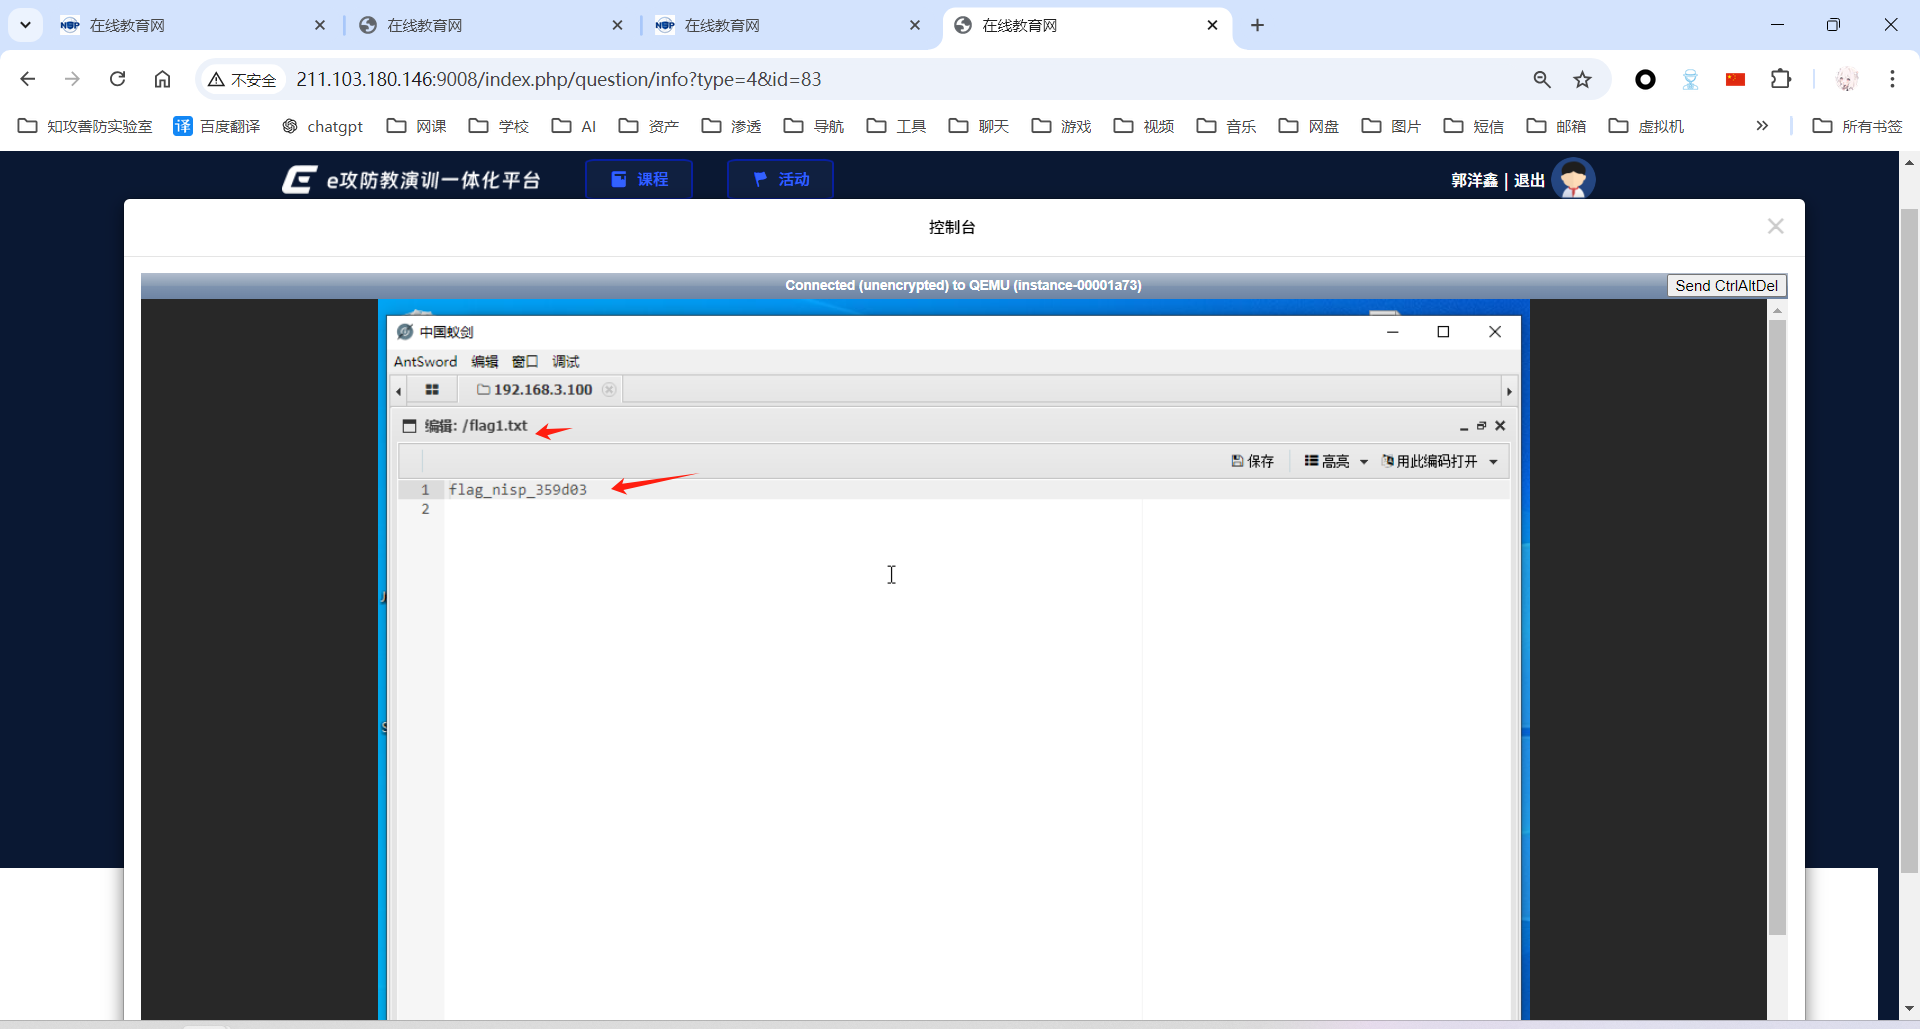 在线教育网
在线教育网
在线教育网
在线教育网
不安全 211.103.180.146:9008/index.php/question/info?type=4&id=83
知攻善防实验室 译 百度翻译 chatgpt 网课 学校 AI 资产 渗透 导航 工具 聊天 游戏 视频 音乐 网盘 图片 短信 邮箱 虚拟机 » 所有书签
e攻防教演训一体化平台 课程 活动 郭洋鑫 | 退出
控制台
Connected (unencrypted) to QEMU (instance-00001a73) Send CtrlAltDel
中国蚁剑
AntSword 编辑 窗口 调试
192.168.3.100
编辑: /flag1.txt
保存 高亮 用此编码打开
1 flag_nisp_359d03
2